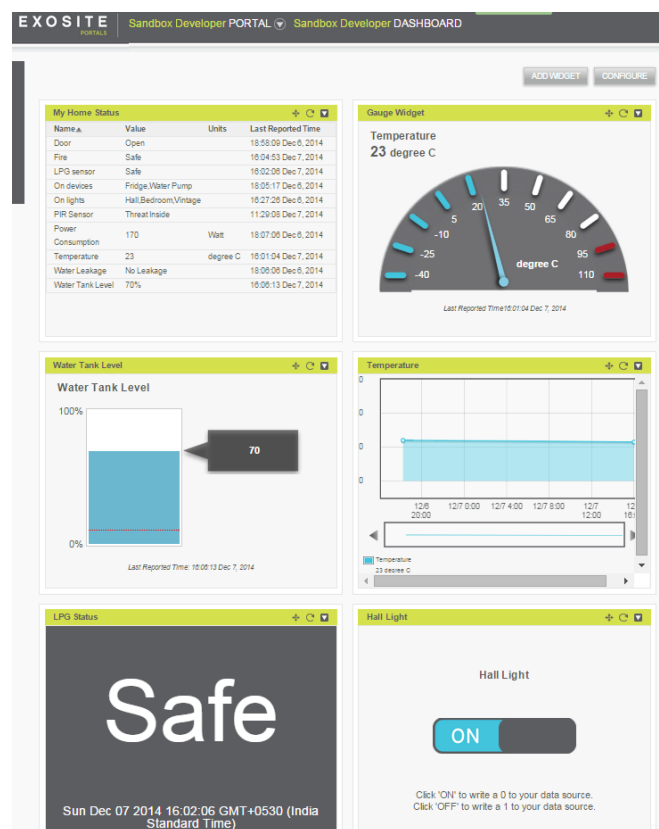 EXOSITE
PORTALS
Sandbox Developer PORTAL Sandbox Developer DASHBOARD
ADD WIDGET CONFIGURE
My Home Status
Name Value Units Last Reported Time
Door Open 18:58:09 Dec 6, 2014
Fire Safe 16:04:53 Dec 7, 2014
LPG sensor Safe 16:02:06 Dec 7, 2014
On devices Fridge,Water Pump 18:05:17 Dec 6, 2014
On lights Hall,Bedroom,Vintage 16:27:26 Dec 6, 2014
PIR Sensor Threat Inside 11:29:08 Dec 7, 2014
Power
Consumption 170 Watt 18:07:06 Dec 6, 2014
Temperature 23 degree C 16:01:04 Dec 7, 2014
Water Leakage No Leakage 18:06:06 Dec 6, 2014
Water Tank Level 70% 16:06:13 Dec 7, 2014
Gauge Widget
Temperature
23 degree C
-40 -25 -10 5 20 35 50 65 80 95 110
degree C
Last Reported Time16:01:04 Dec 7, 2014
Water Tank Level
Water Tank Level
100%
70
0%
Last Reported Time: 16:06:13 Dec 7, 2014
Temperature
0
0
0
0
12/6 12/7 0:00 12/7 4:00 12/7 8:00 12/7 12
20:00 12:00 16:
Temperature
23 degree C
LPG Status
Safe
Sun Dec 07 2014 16:02:06 GMT+0530 (India
Standard Time)
Hall Light
Hall Light
ON
Click 'ON' to write a 0 to your data source.
Click 'OFF' to write a 1 to your data source.